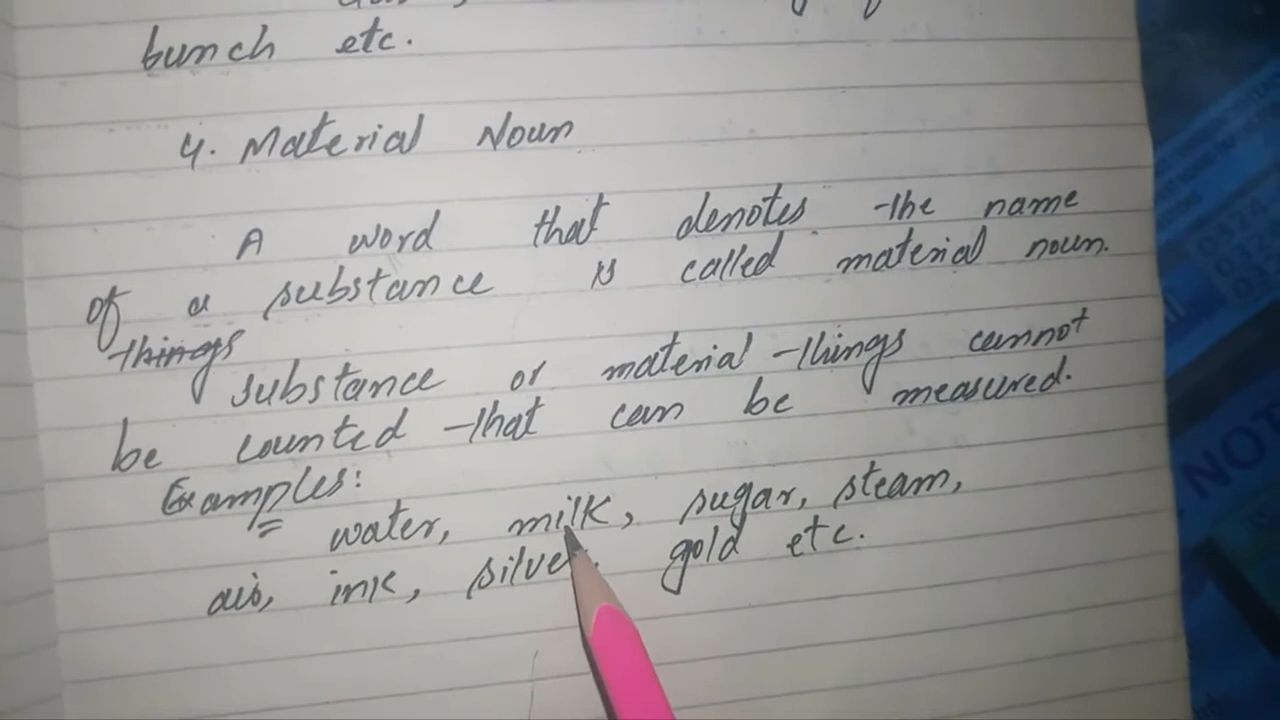 bunch etc.
4. Material Noun
A word that denotes the name
of a substance is called material noun.
things
substance or material things cannot
be counted that can be measured.
Examples:
water, milk, sugar, steam,
air, ink, silver. gold etc.
NOT